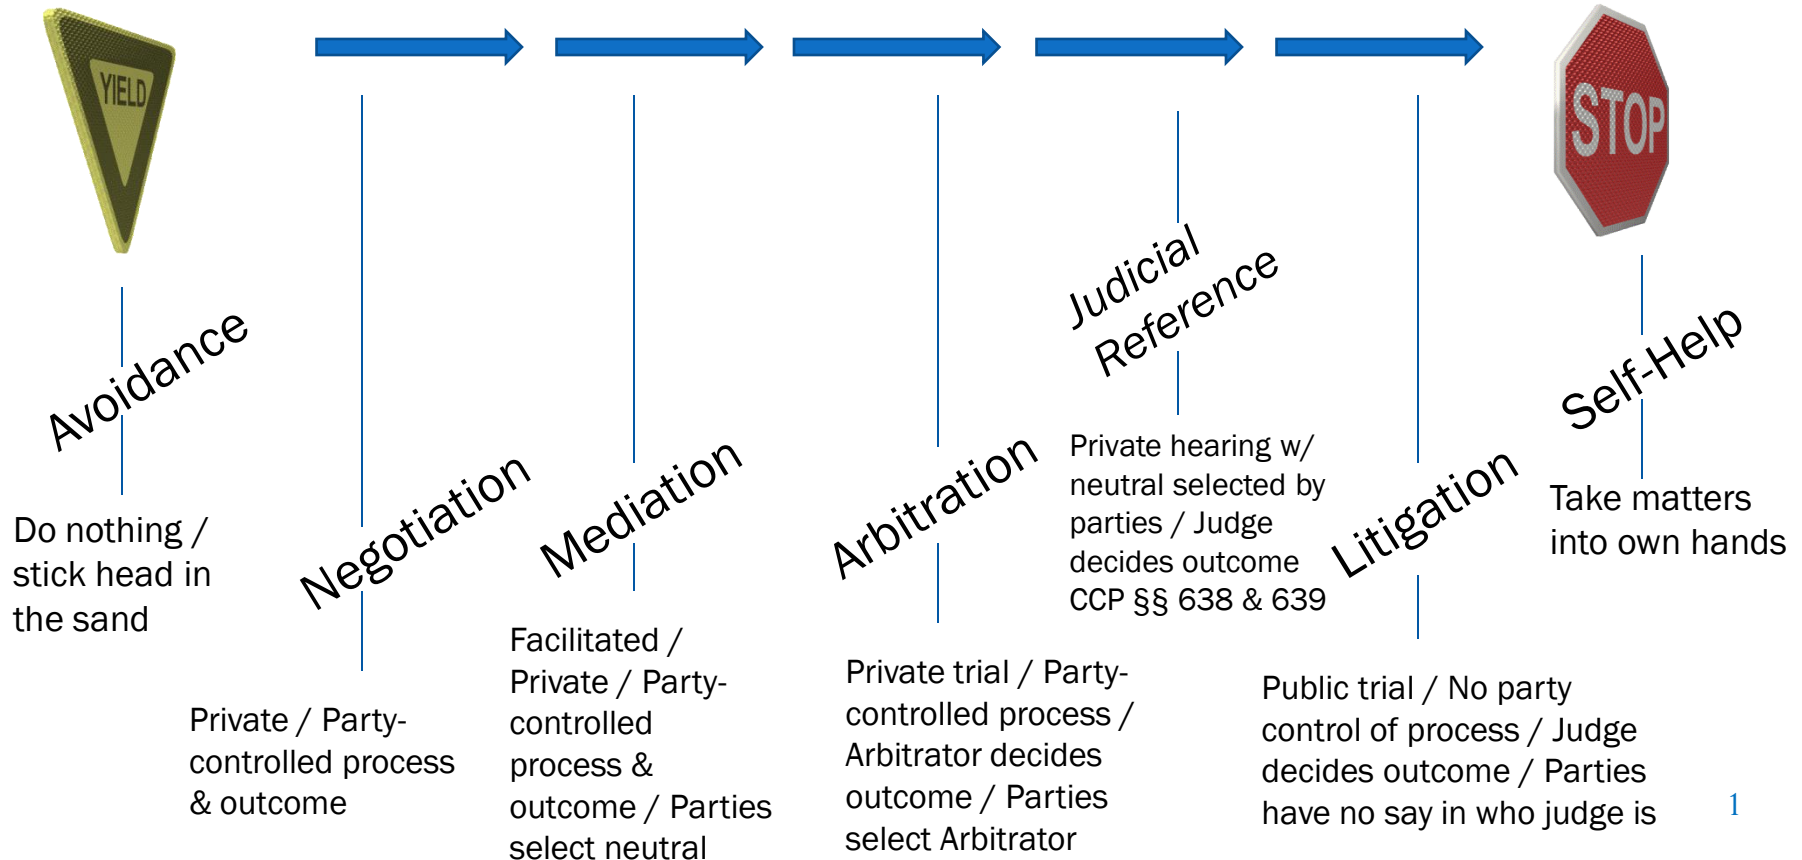 YIELD
STOP
Avoidance
Do nothing /
stick head in
the sand
Negotiation
Private / Party-
controlled process
& outcome
Mediation
Facilitated /
Private / Party-
controlled
process &
outcome / Parties
select neutral
Arbitration
Private trial / Party-
controlled process /
Arbitrator decides
outcome / Parties
select Arbitrator
Judicial
Reference
Private hearing w/
neutral selected by
parties / Judge
decides outcome
CCP §§ 638 & 639
Litigation
Public trial / No party
control of process / Judge
decides outcome / Parties
have no say in who judge is
Self-Help
Take matters
into own hands
1